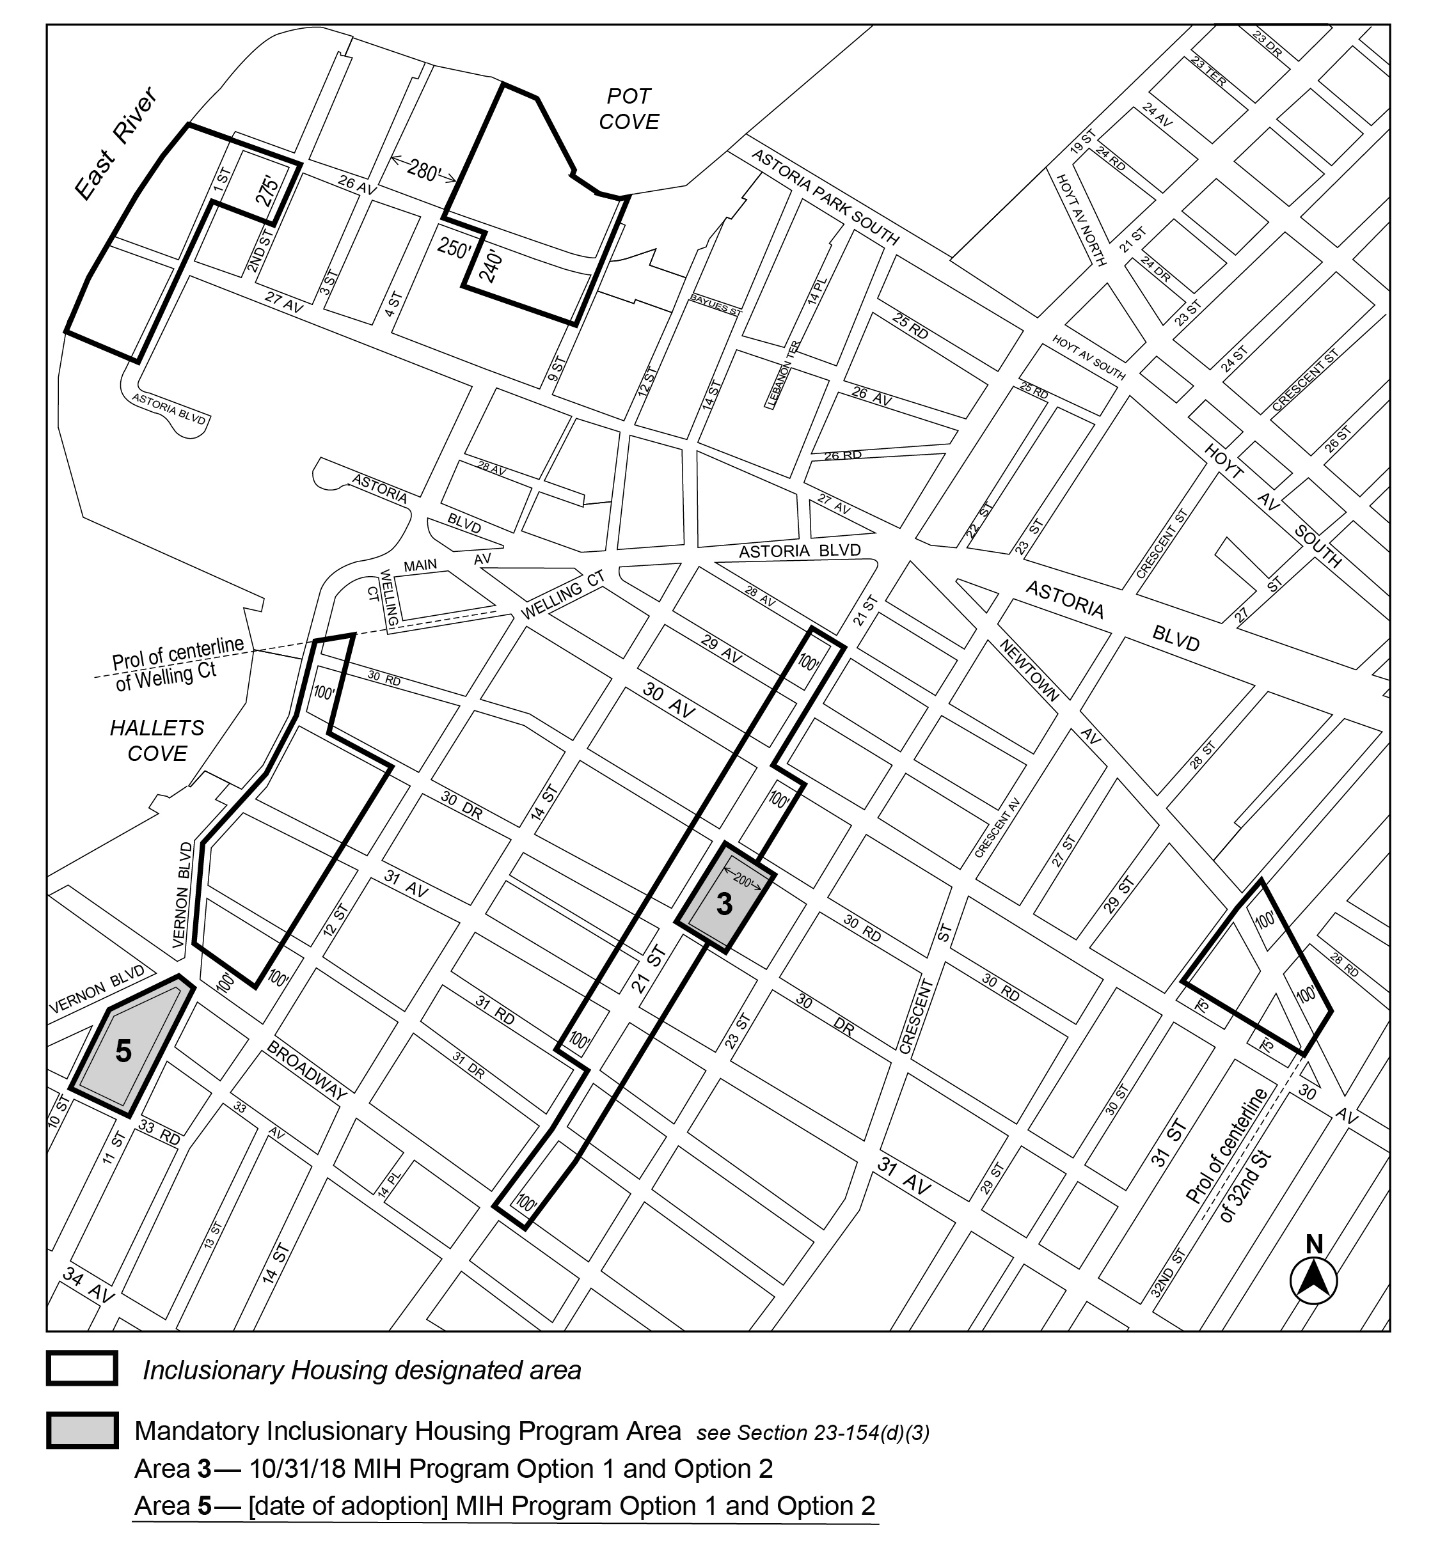 23 DR
23 TER
24 AV
19 ST
24 RD
POT
COVE
East River
ASTORIA PARK SOUTH
HOYT AV NORTH
280'
1 ST
275'
26 AV
21 ST
24 DR
250'
240'
2ND ST
3 ST
4 ST
27 AV
14 PL
BAYUES ST
23 ST
25 RD
HOYT AV SOUTH
24 ST
CRESCENT ST
9 ST
12 ST
14 ST
LEBANON TER
26 AV
25 RD
ASTORIA BLVD
26 ST
26 RD
HOYT AV SOUTH
28 AV
ASTORIA BLVD
27 AV
22 ST
23 ST
CRESCENT ST
27 ST
MAIN AV
ASTORIA BLVD
WELLING CT
WELLING CT
28 AV
21 ST
ASTORIA BLVD
Prol of centerline
of Welling Ct
29 AV
100'
NEWTOWN AV
100'
30 RD
30 AV
HALLETS
COVE
28 ST
30 DR
14 ST
100'
CRESCENT AV
27 ST
VERNON BLVD
31 AV
200'
3
29 ST
12 ST
30 RD
CRESCENT ST
100'
28 RD
21 ST
VERNON BLVD
100'
100'
30 RD
100'
75'
75'
31 RD
30 DR
23 ST
100'
5
BROADWAY
31 DR
30 ST
30 AV
10 ST
11 ST
33 RD
33 AV
31 ST
Prol of centerline
of 32nd St
14 PL
31 AV
29 ST
100'
13 ST
14 ST
34 AV
32ND ST
N
Inclusionary Housing designated area
Mandatory Inclusionary Housing Program Area see Section 23-154(d)(3)
Area 3— 10/31/18 MIH Program Option 1 and Option 2
Area 5— [date of adoption] MIH Program Option 1 and Option 2